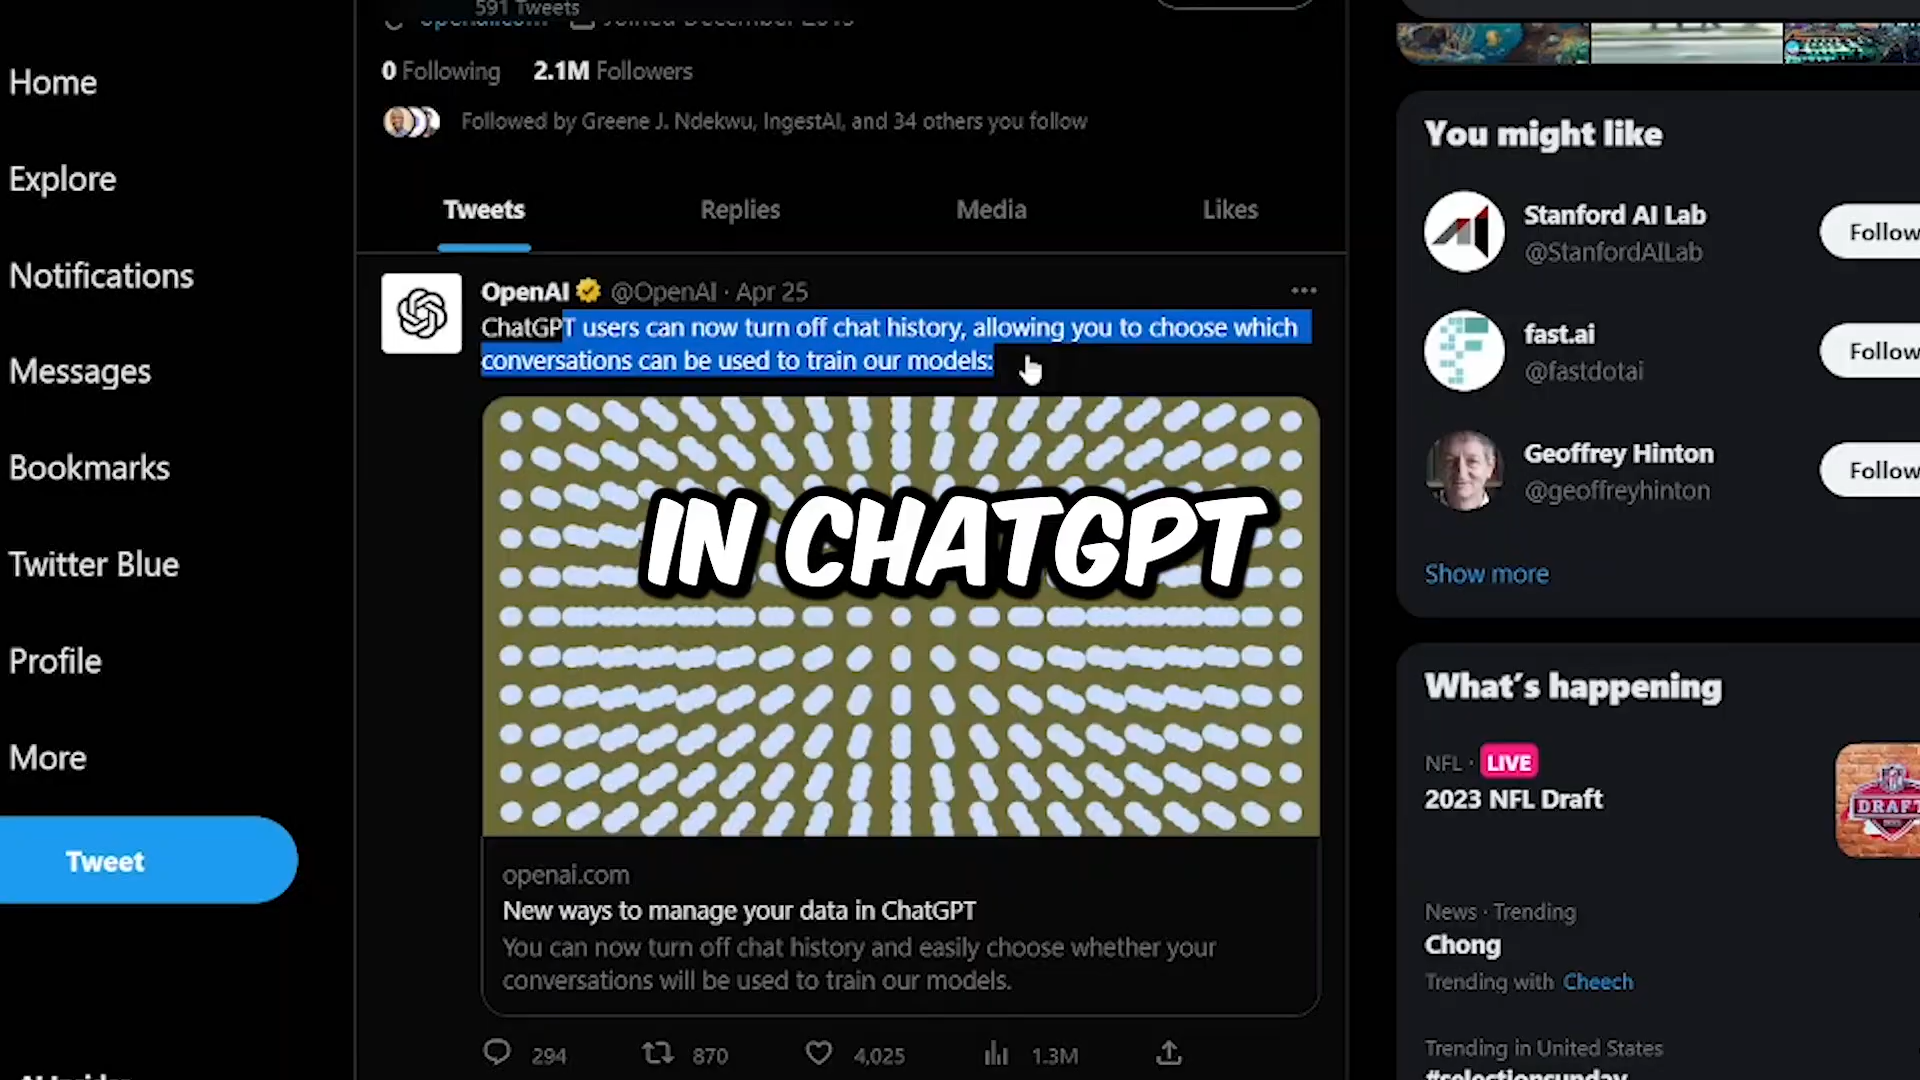 591 Tweets
Home
Explore
Notifications
Messages
Bookmarks
Twitter Blue
Profile
More
Tweet
0 Following 2.1M Followers
Followed by Greene J. Ndekwu, IngestAI, and 34 others you follow
Tweets Replies Media Likes
OpenAI @OpenAI · Apr 25
ChatGPT users can now turn off chat history, allowing you to choose which
conversations can be used to train our models:
IN CHATGPT
openai.com
New ways to manage your data in ChatGPT
You can now turn off chat history and easily choose whether your
conversations will be used to train our models.
294 870 4,025 1.3M
You might like
Stanford AI Lab
@StanfordAILab
Follow
fast.ai
@fastdotai
Follow
Geoffrey Hinton
@geoffreyhinton
Follow
Show more
What's happening
NFL · LIVE
2023 NFL Draft
DRAFT
News · Trending
Chong
Trending with Cheech
Trending in United States